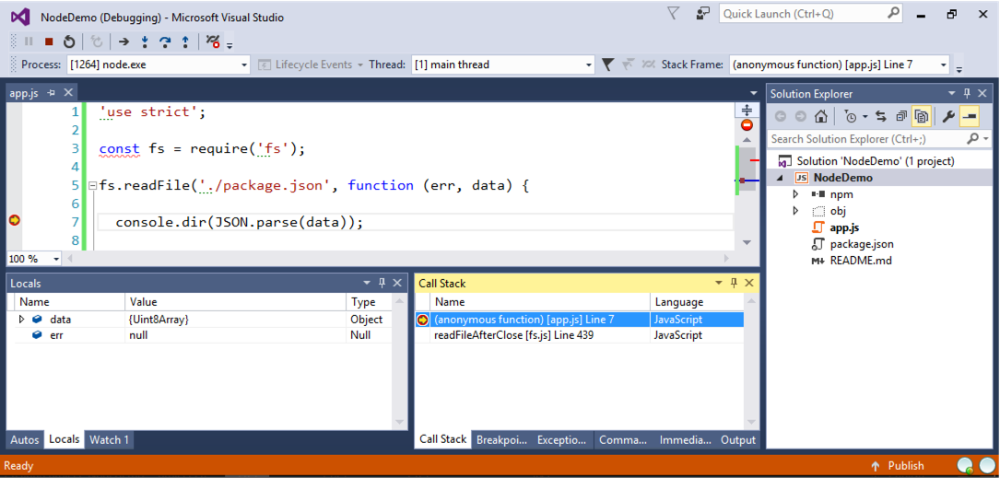 NodeDemo (Debugging) - Microsoft Visual Studio
Quick Launch (Ctrl+Q)
Process: [1264] node.exe Lifecycle Events Thread: [1] main thread Stack Frame: (anonymous function) [app.js] Line 7
app.js
1 'use strict';
2
3 const fs = require('fs');
4
5 fs.readFile('./package.json', function (err, data) {
6
7 console.dir(JSON.parse(data));
8
100 %
Solution Explorer
Search Solution Explorer (Ctrl+;)
Solution 'NodeDemo' (1 project)
JS NodeDemo
npm
obj
app.js
package.json
M↓ README.md
Locals
Name Value Type
data {Uint8Array} Object
err null Null
Autos Locals Watch 1
Call Stack
Name Language
(anonymous function) [app.js] Line 7 JavaScript
readFileAfterClose [fs.js] Line 439 JavaScript
Call Stack Breakpoi... Exceptio... Comma... Immedia... Output
Ready
Publish